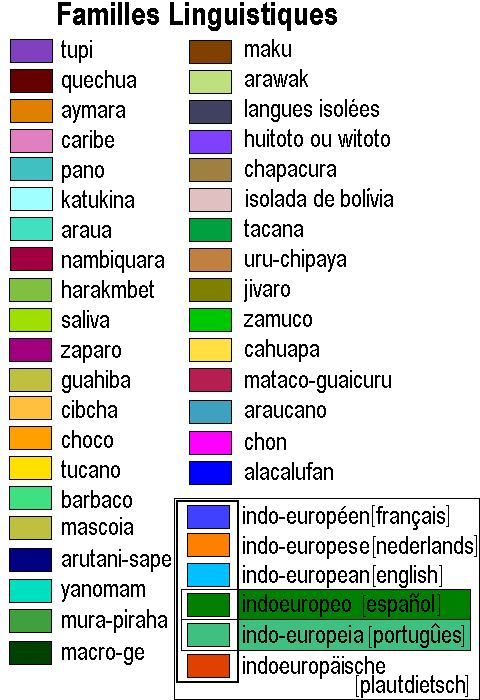 Familles Linguistiques
tupi
quechua
aymara
caribe
pano
katukina
araua
nambiquara
harakmbet
saliva
zaparo
guahiba
cibcha
choco
tucano
barbaco
mascoia
arutani-sape
yanomam
mura-piraha
macro-ge
maku
arawak
langues isolées
huitoto ou witoto
chapacura
isolada de bolívia
tacana
uru-chipaya
jivaro
zamuco
cahuapa
mataco-guaicuru
araucano
chon
alacalufan
indo-européen[français]
indo-europese[nederlands]
indo-european[english]
indoeuropeo [español]
indo-europeia[portugûes]
indoeuropäische
[plautdietsch]